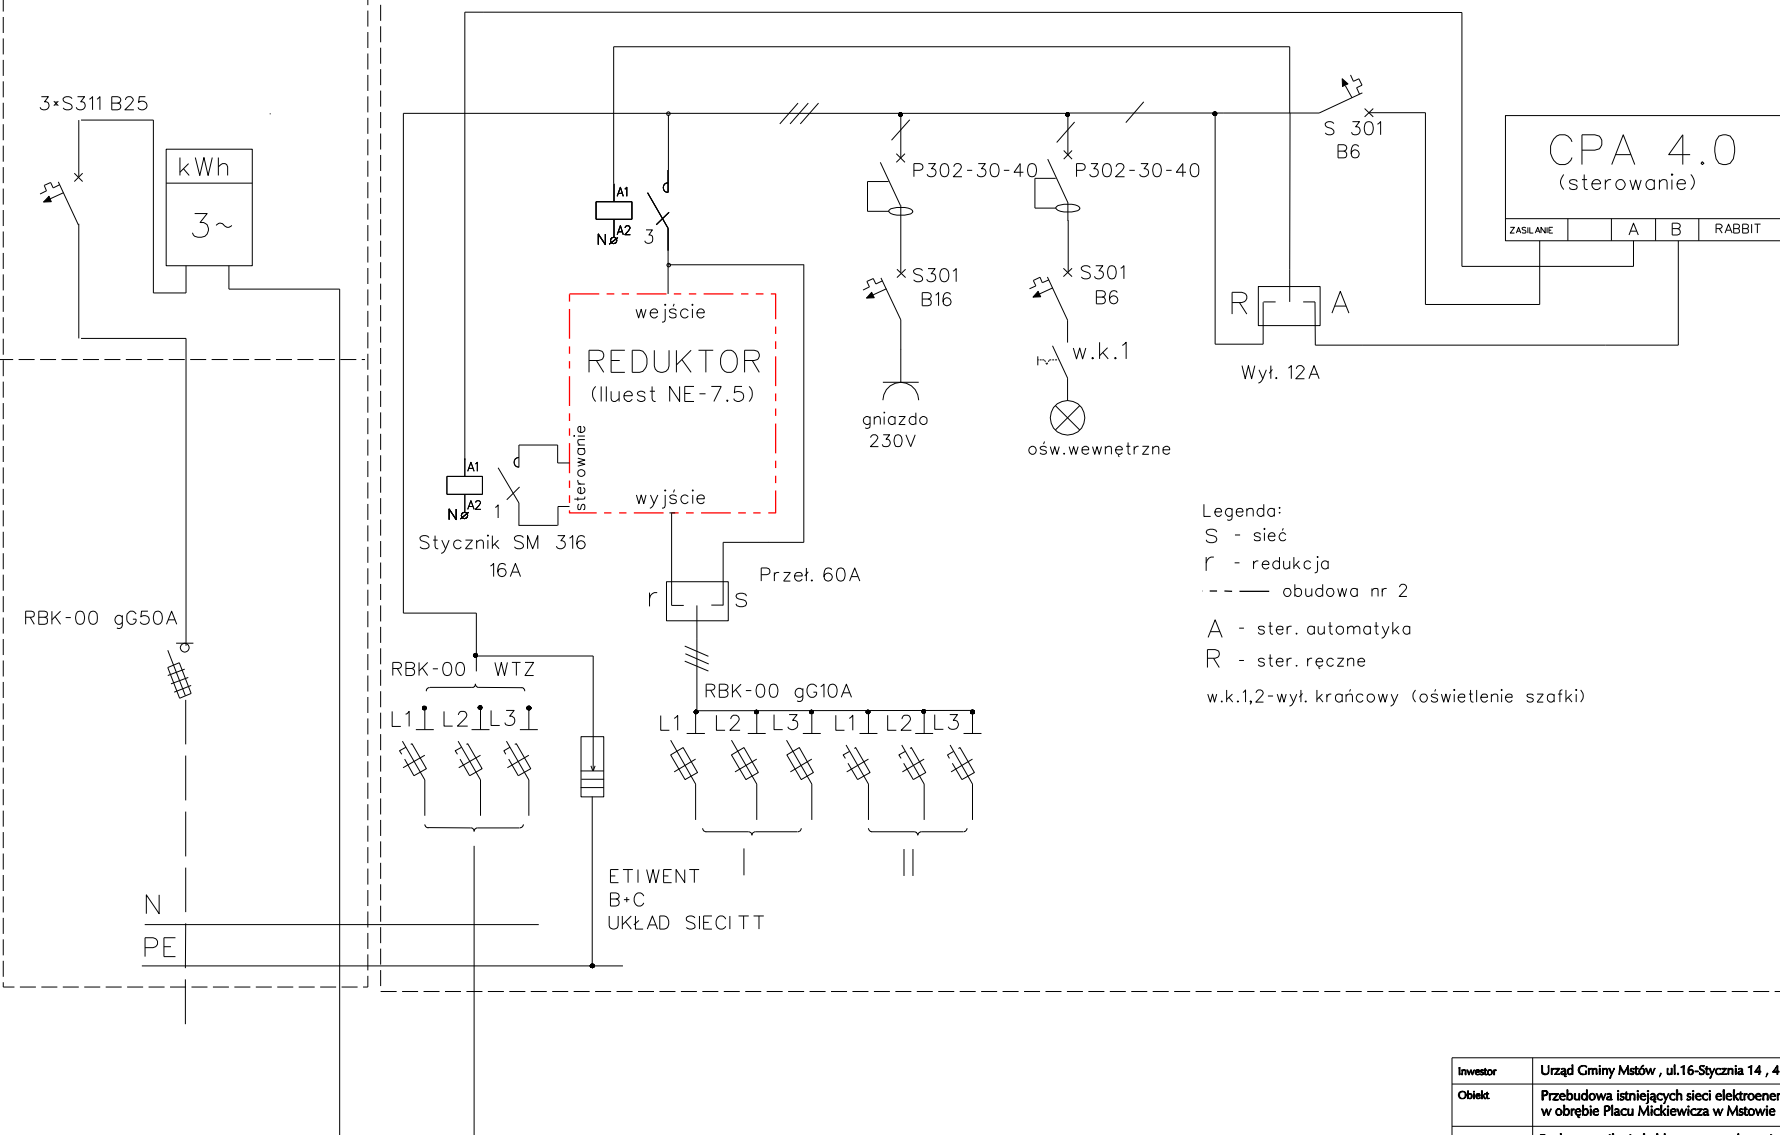 3×S311 B25
kWh
3~
RBK-00 gG50A
N
PE
A1
A2
N
3
P302-30-40
P302-30-40
S 301
B6
CPA 4.0
(sterowanie)
ZASILANIE
A
B
RABBIT
S301
B16
S301
B6
w.k.1
gniazdo
230V
ośw.wewnętrzne
R
A
Wył. 12A
wejście
REDUKTOR
(Iluest NE-7.5)
sterowanie
wyjście
A1
A2
N
1
Stycznik SM 316
16A
Przeł. 60A
r
s
RBK-00 WTZ
L1 L2 L3
RBK-00 gG10A
L1 L2 L3 L1 L2 L3
I
II
ETIWENT
B+C
UKŁAD SIECI TT
Legenda:
S - sieć
r - redukcja
obudowa nr 2
A - ster. automatyka
R - ster. ręczne
w.k.1,2-wył. krańcowy (oświetlenie szafki)
Inwestor
Urząd Gminy Mstów , ul.16-Stycznia 14 , 4
Obiekt
Przebudowa istniejących sieci elektroener
w obrębie Placu Mickiewicza w Mstowie